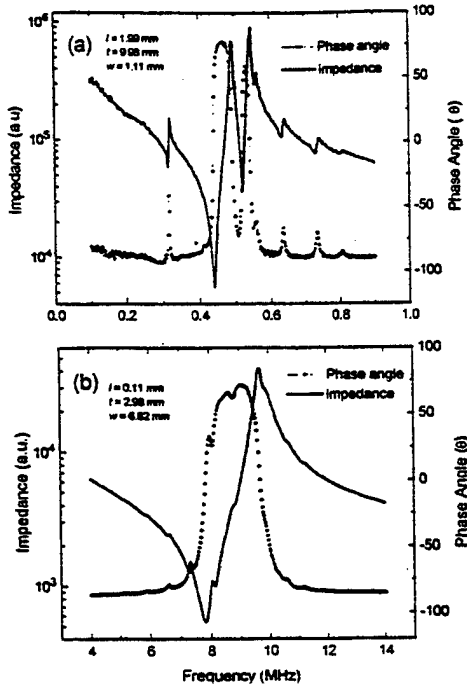 (a)
l = 1.99 mm
t = 9.98 mm
w = 1.11 mm
Phase angle
Impedance
Impedance (a.u)
Phase Angle (θ)
10⁶
10⁵
10⁴
100
50
0
-50
-100
0.0 0.2 0.4 0.6 0.8 1.0
(b)
l = 0.11 mm
t = 2.98 mm
w = 6.82 mm
Phase angle
Impedance
Impedance (a.u.)
Phase Angle (θ)
10⁴
10³
100
50
0
-50
-100
4 6 8 10 12 14
Frequency (MHz)